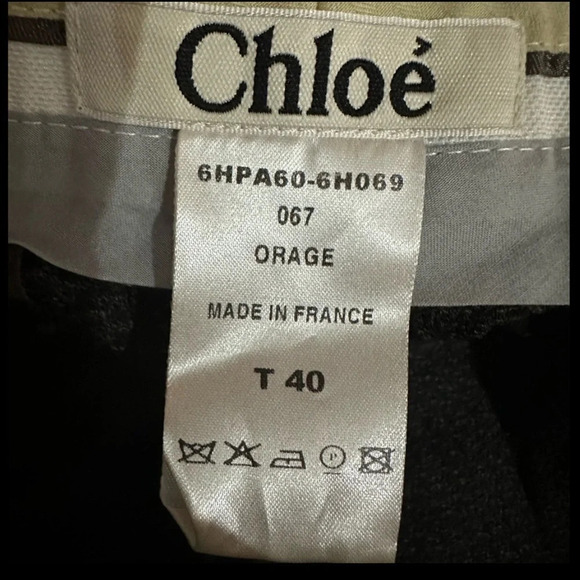 Chloé
6HPA60-6H069
067
ORAGE
MADE IN FRANCE
T 40
P